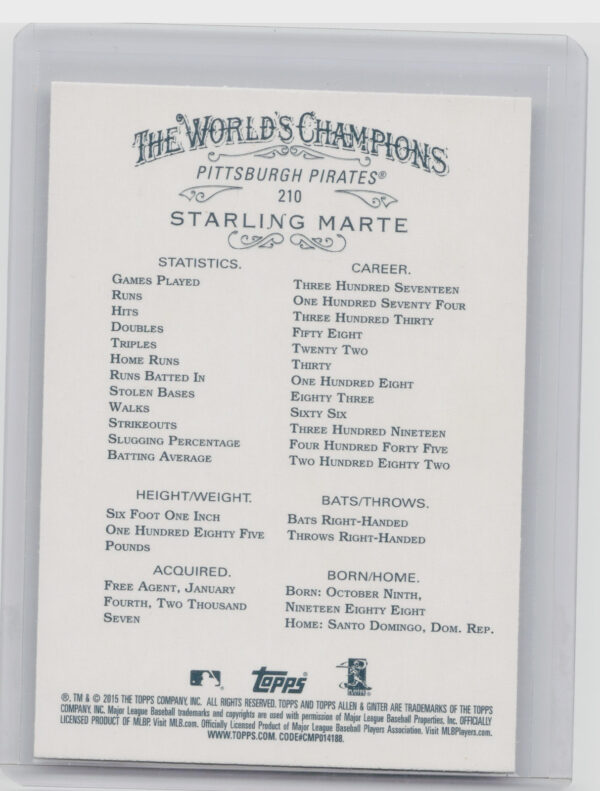 THE WORLD'S CHAMPIONS
PITTSBURGH PIRATES®
210
STARLING MARTE
STATISTICS. CAREER.
GAMES PLAYED THREE HUNDRED SEVENTEEN
RUNS ONE HUNDRED SEVENTY FOUR
HITS THREE HUNDRED THIRTY
DOUBLES FIFTY EIGHT
TRIPLES TWENTY TWO
HOME RUNS THIRTY
RUNS BATTED IN ONE HUNDRED EIGHT
STOLEN BASES EIGHTY THREE
WALKS SIXTY SIX
STRIKEOUTS THREE HUNDRED NINETEEN
SLUGGING PERCENTAGE FOUR HUNDRED FORTY FIVE
BATTING AVERAGE TWO HUNDRED EIGHTY TWO
HEIGHT/WEIGHT.
SIX FOOT ONE INCH
ONE HUNDRED EIGHTY FIVE
POUNDS
BATS/THROWS.
BATS RIGHT-HANDED
THROWS RIGHT-HANDED
ACQUIRED.
FREE AGENT, JANUARY
FOURTH, TWO THOUSAND
SEVEN
BORN/HOME.
BORN: OCTOBER NINTH,
NINETEEN EIGHTY EIGHT
HOME: SANTO DOMINGO, DOM. REP.
TOPPS
®, TM & © 2015 THE TOPPS COMPANY, INC. ALL RIGHTS RESERVED. TOPPS AND TOPPS ALLEN & GINTER ARE TRADEMARKS OF THE TOPPS
COMPANY, INC. Major League Baseball trademarks and copyrights are used with permission of Major League Baseball Properties, Inc. OFFICIALLY
LICENSED PRODUCT OF MLBP. Visit MLB.com. Officially Licensed Product of Major League Baseball Players Association. Visit MLBPlayers.com.
WWW.TOPPS.COM. CODE#CMP014188.